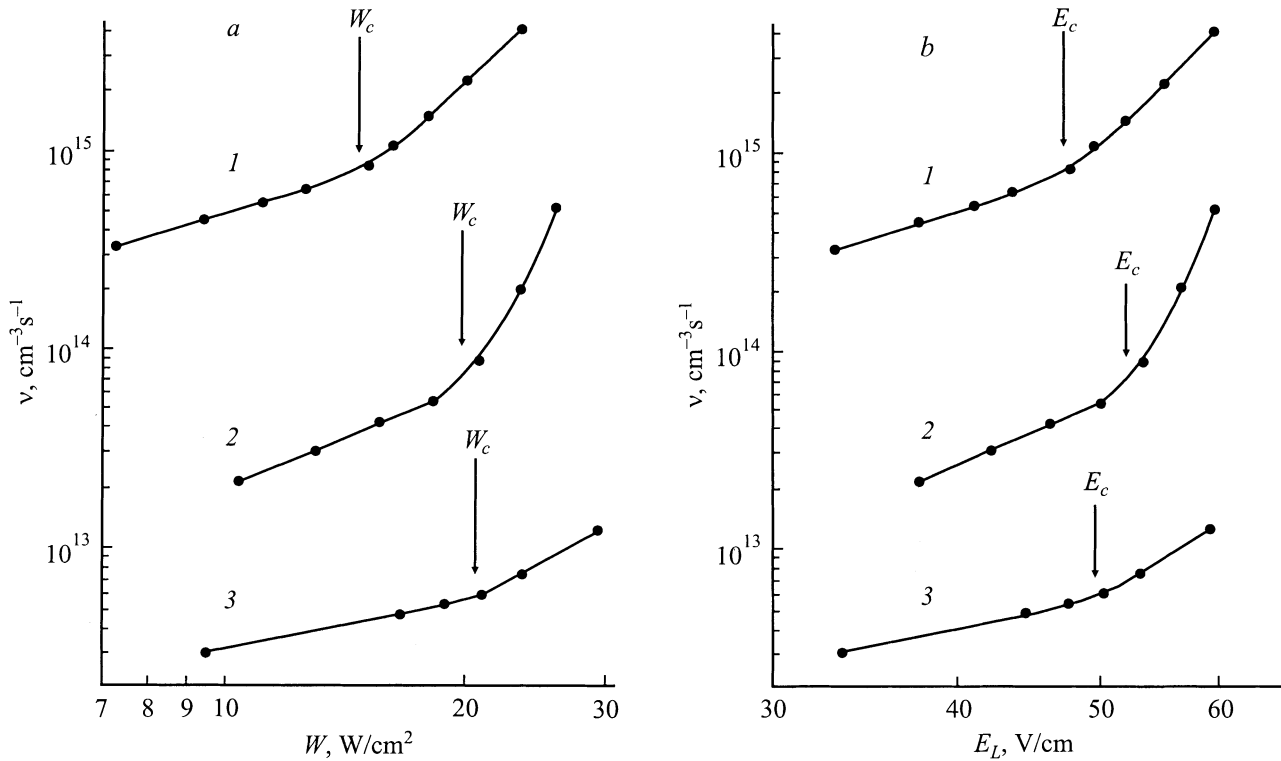 a
W_c
10^15
1
W_c
10^14
ν, cm^−3s^−1
2
W_c
10^13
3
7 8 9 10 20 30
W, W/cm^2
b
E_c
10^15
1
E_c
10^14
ν, cm^−3s^−1
2
E_c
10^13
3
30 40 50 60
E_L, V/cm